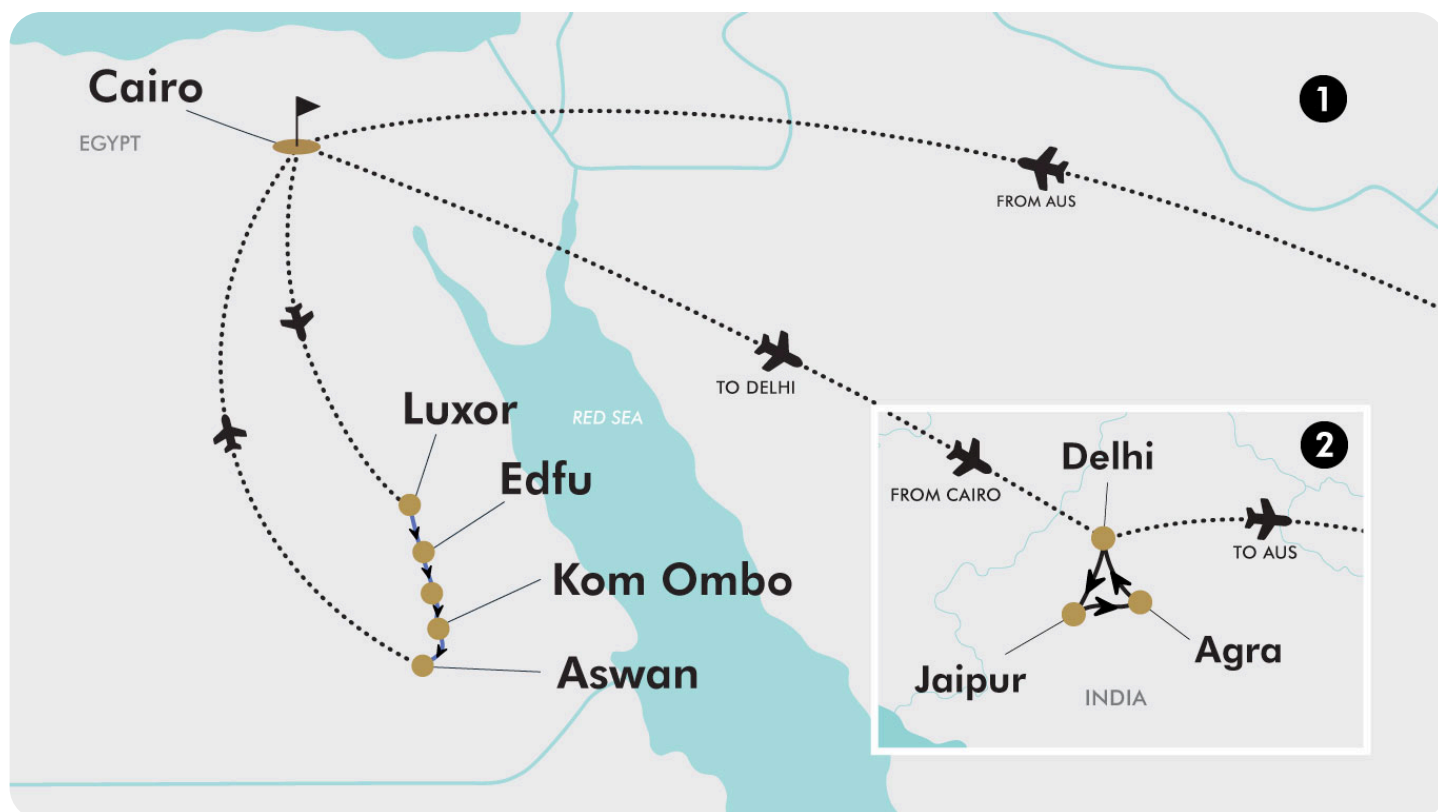 Cairo
EGYPT
1
FROM AUS
TO DELHI
RED SEA
Luxor
Edfu
Kom Ombo
Aswan
2
Delhi
FROM CAIRO
TO AUS
Agra
Jaipur
INDIA